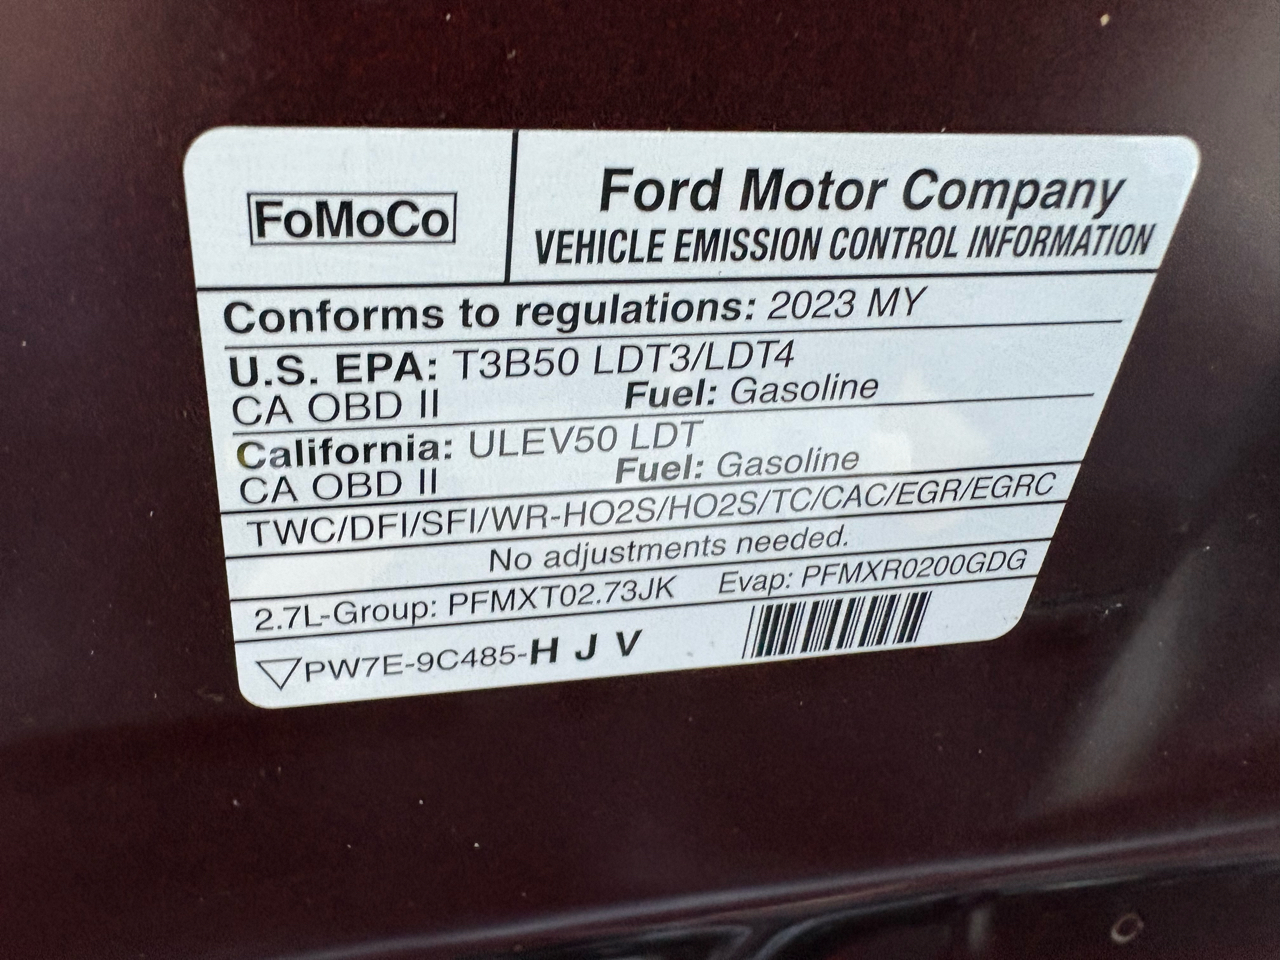 FoMoCo
Ford Motor Company
VEHICLE EMISSION CONTROL INFORMATION
Conforms to regulations: 2023 MY
U.S. EPA: T3B50 LDT3/LDT4
CA OBD II Fuel: Gasoline
California: ULEV50 LDT
CA OBD II Fuel: Gasoline
TWC/DFI/SFI/WR-HO2S/HO2S/TC/CAC/EGR/EGRC
No adjustments needed.
2.7L-Group: PFMXT02.73JK Evap: PFMXR0200GDG
PW7E-9C485-H J V